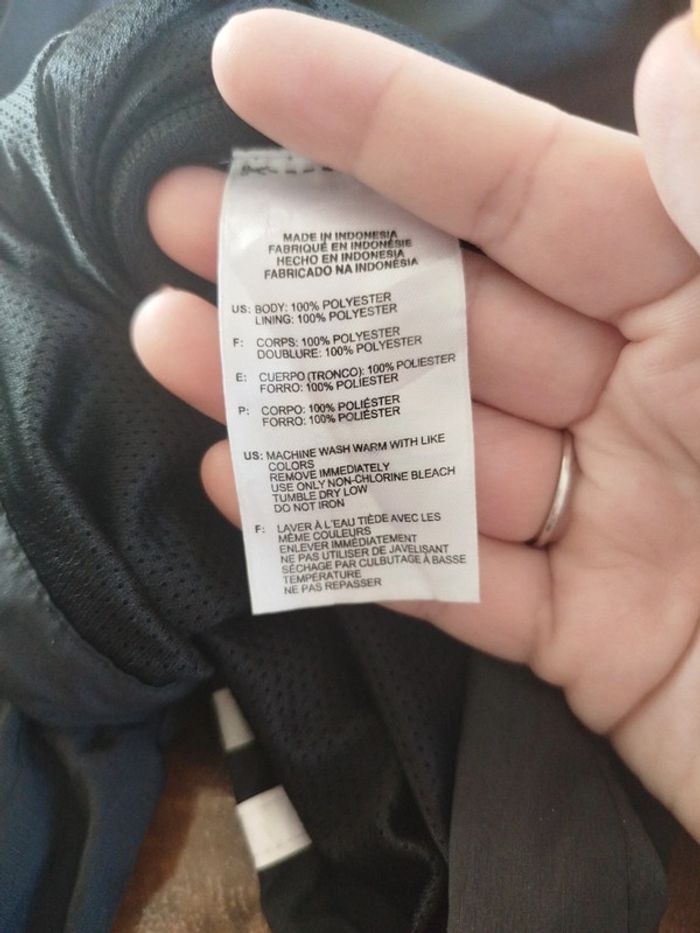 MADE IN INDONESIA
FABRIQUÉ EN INDONÉSIE
HECHO EN INDONESIA
FABRICADO NA INDONÉSIA
US: BODY: 100% POLYESTER
LINING: 100% POLYESTER
F: CORPS: 100% POLYESTER
DOUBLURE: 100% POLYESTER
E: CUERPO (TRONCO): 100% POLIESTER
FORRO: 100% POLIESTER
P: CORPO: 100% POLIÉSTER
FORRO: 100% POLIÉSTER
US: MACHINE WASH WARM WITH LIKE
COLORS
REMOVE IMMEDIATELY
USE ONLY NON-CHLORINE BLEACH
TUMBLE DRY LOW
DO NOT IRON
F: LAVER À L'EAU TIÈDE AVEC LES
MÊME COULEURS
ENLEVER IMMÉDIATEMENT
NE PAS UTILISER DE JAVELISANT
SÉCHAGE PAR CULBUTAGE À BASSE
TEMPÉRATURE
NE PAS REPASSER